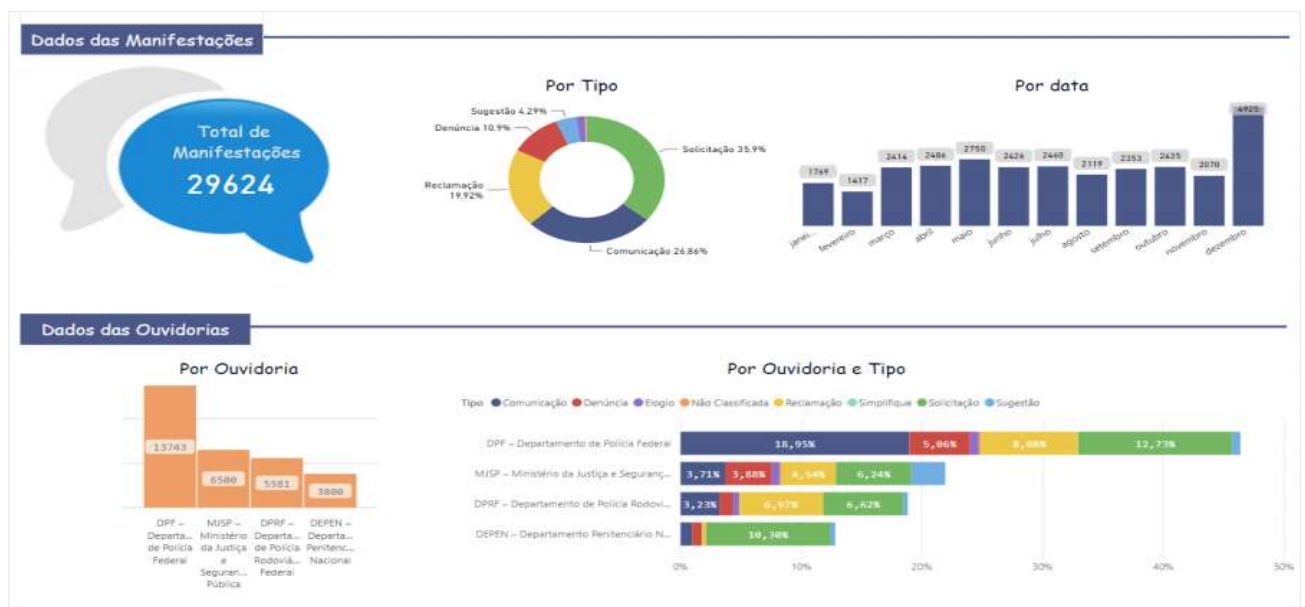 Dados das Manifestações
Total de
Manifestações
29624
Por Tipo
Sugestão 4,29%
Denúncia 10,9%
Solicitação 35,9%
Reclamação
19,92%
Comunicação 26,86%
Por data
4925
1769
1417
2414
2486
2750
2426
2460
2119
2353
2435
2070
janei...
fevereiro
março
abril
maio
junho
julho
agosto
setembro
outubro
novembro
dezembro
Dados das Ouvidorias
Por Ouvidoria
13743
6500
5581
3800
DPF –
Departa...
de Polícia
Federal
MJSP –
Ministério
da Justiça
e
Seguran...
Pública
DPRF –
Departa...
de Polícia
Rodoviá...
Federal
DEPEN –
Departa...
Penitenc...
Nacional
Por Ouvidoria e Tipo
Tipo Comunicação Denúncia Elogio Não Classificada Reclamação Simplifique Solicitação Sugestão
DPF – Departamento de Polícia Federal 18,95% 5,06% 8,08% 12,73%
MJSP – Ministério da Justiça e Seguranç... 3,71% 3,88% 4,54% 6,24%
DPRF – Departamento de Polícia Rodovi... 3,23% 6,97% 6,62%
DEPEN – Departamento Penitenciário N... 10,30%
0% 10% 20% 30% 40% 50%